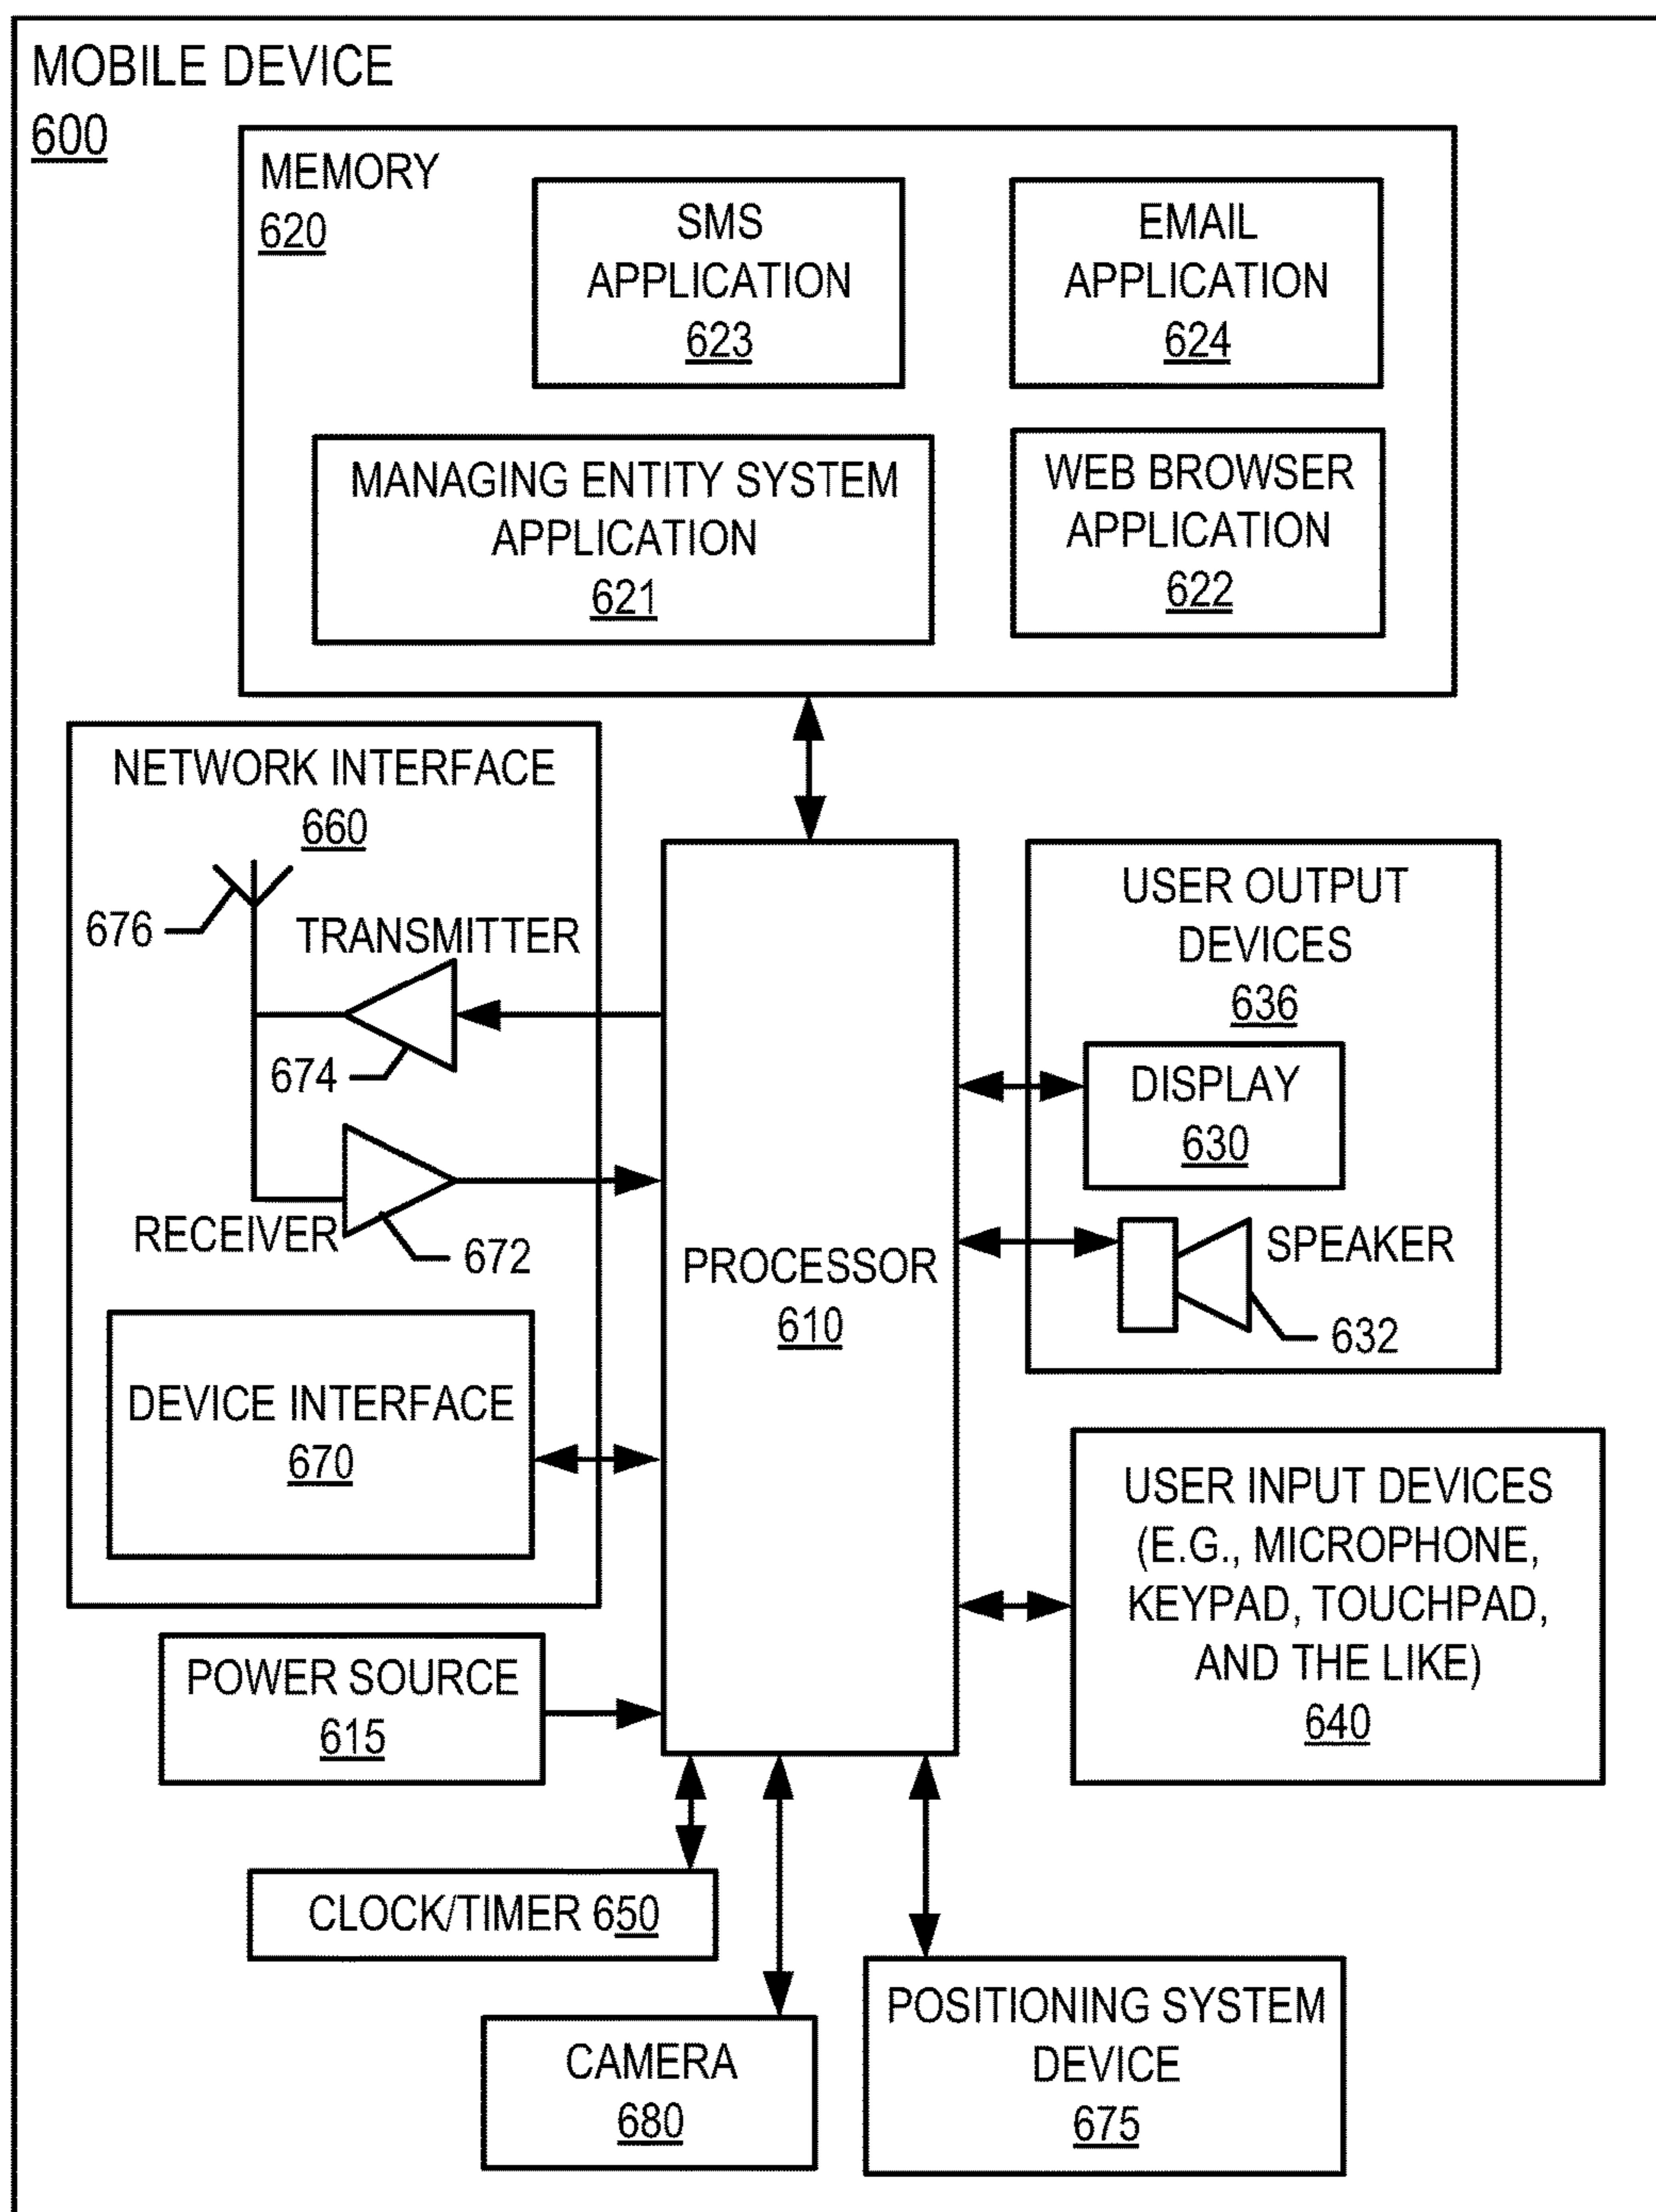 MOBILE DEVICE
600
MEMORY
620
SMS
APPLICATION
623
EMAIL
APPLICATION
624
MANAGING ENTITY SYSTEM
APPLICATION
621
WEB BROWSER
APPLICATION
622
NETWORK INTERFACE
660
676
TRANSMITTER
674
RECEIVER
672
DEVICE INTERFACE
670
PROCESSOR
610
USER OUTPUT
DEVICES
636
DISPLAY
630
SPEAKER
632
USER INPUT DEVICES
(E.G., MICROPHONE,
KEYPAD, TOUCHPAD,
AND THE LIKE)
640
POWER SOURCE
615
CLOCK/TIMER 650
CAMERA
680
POSITIONING SYSTEM
DEVICE
675